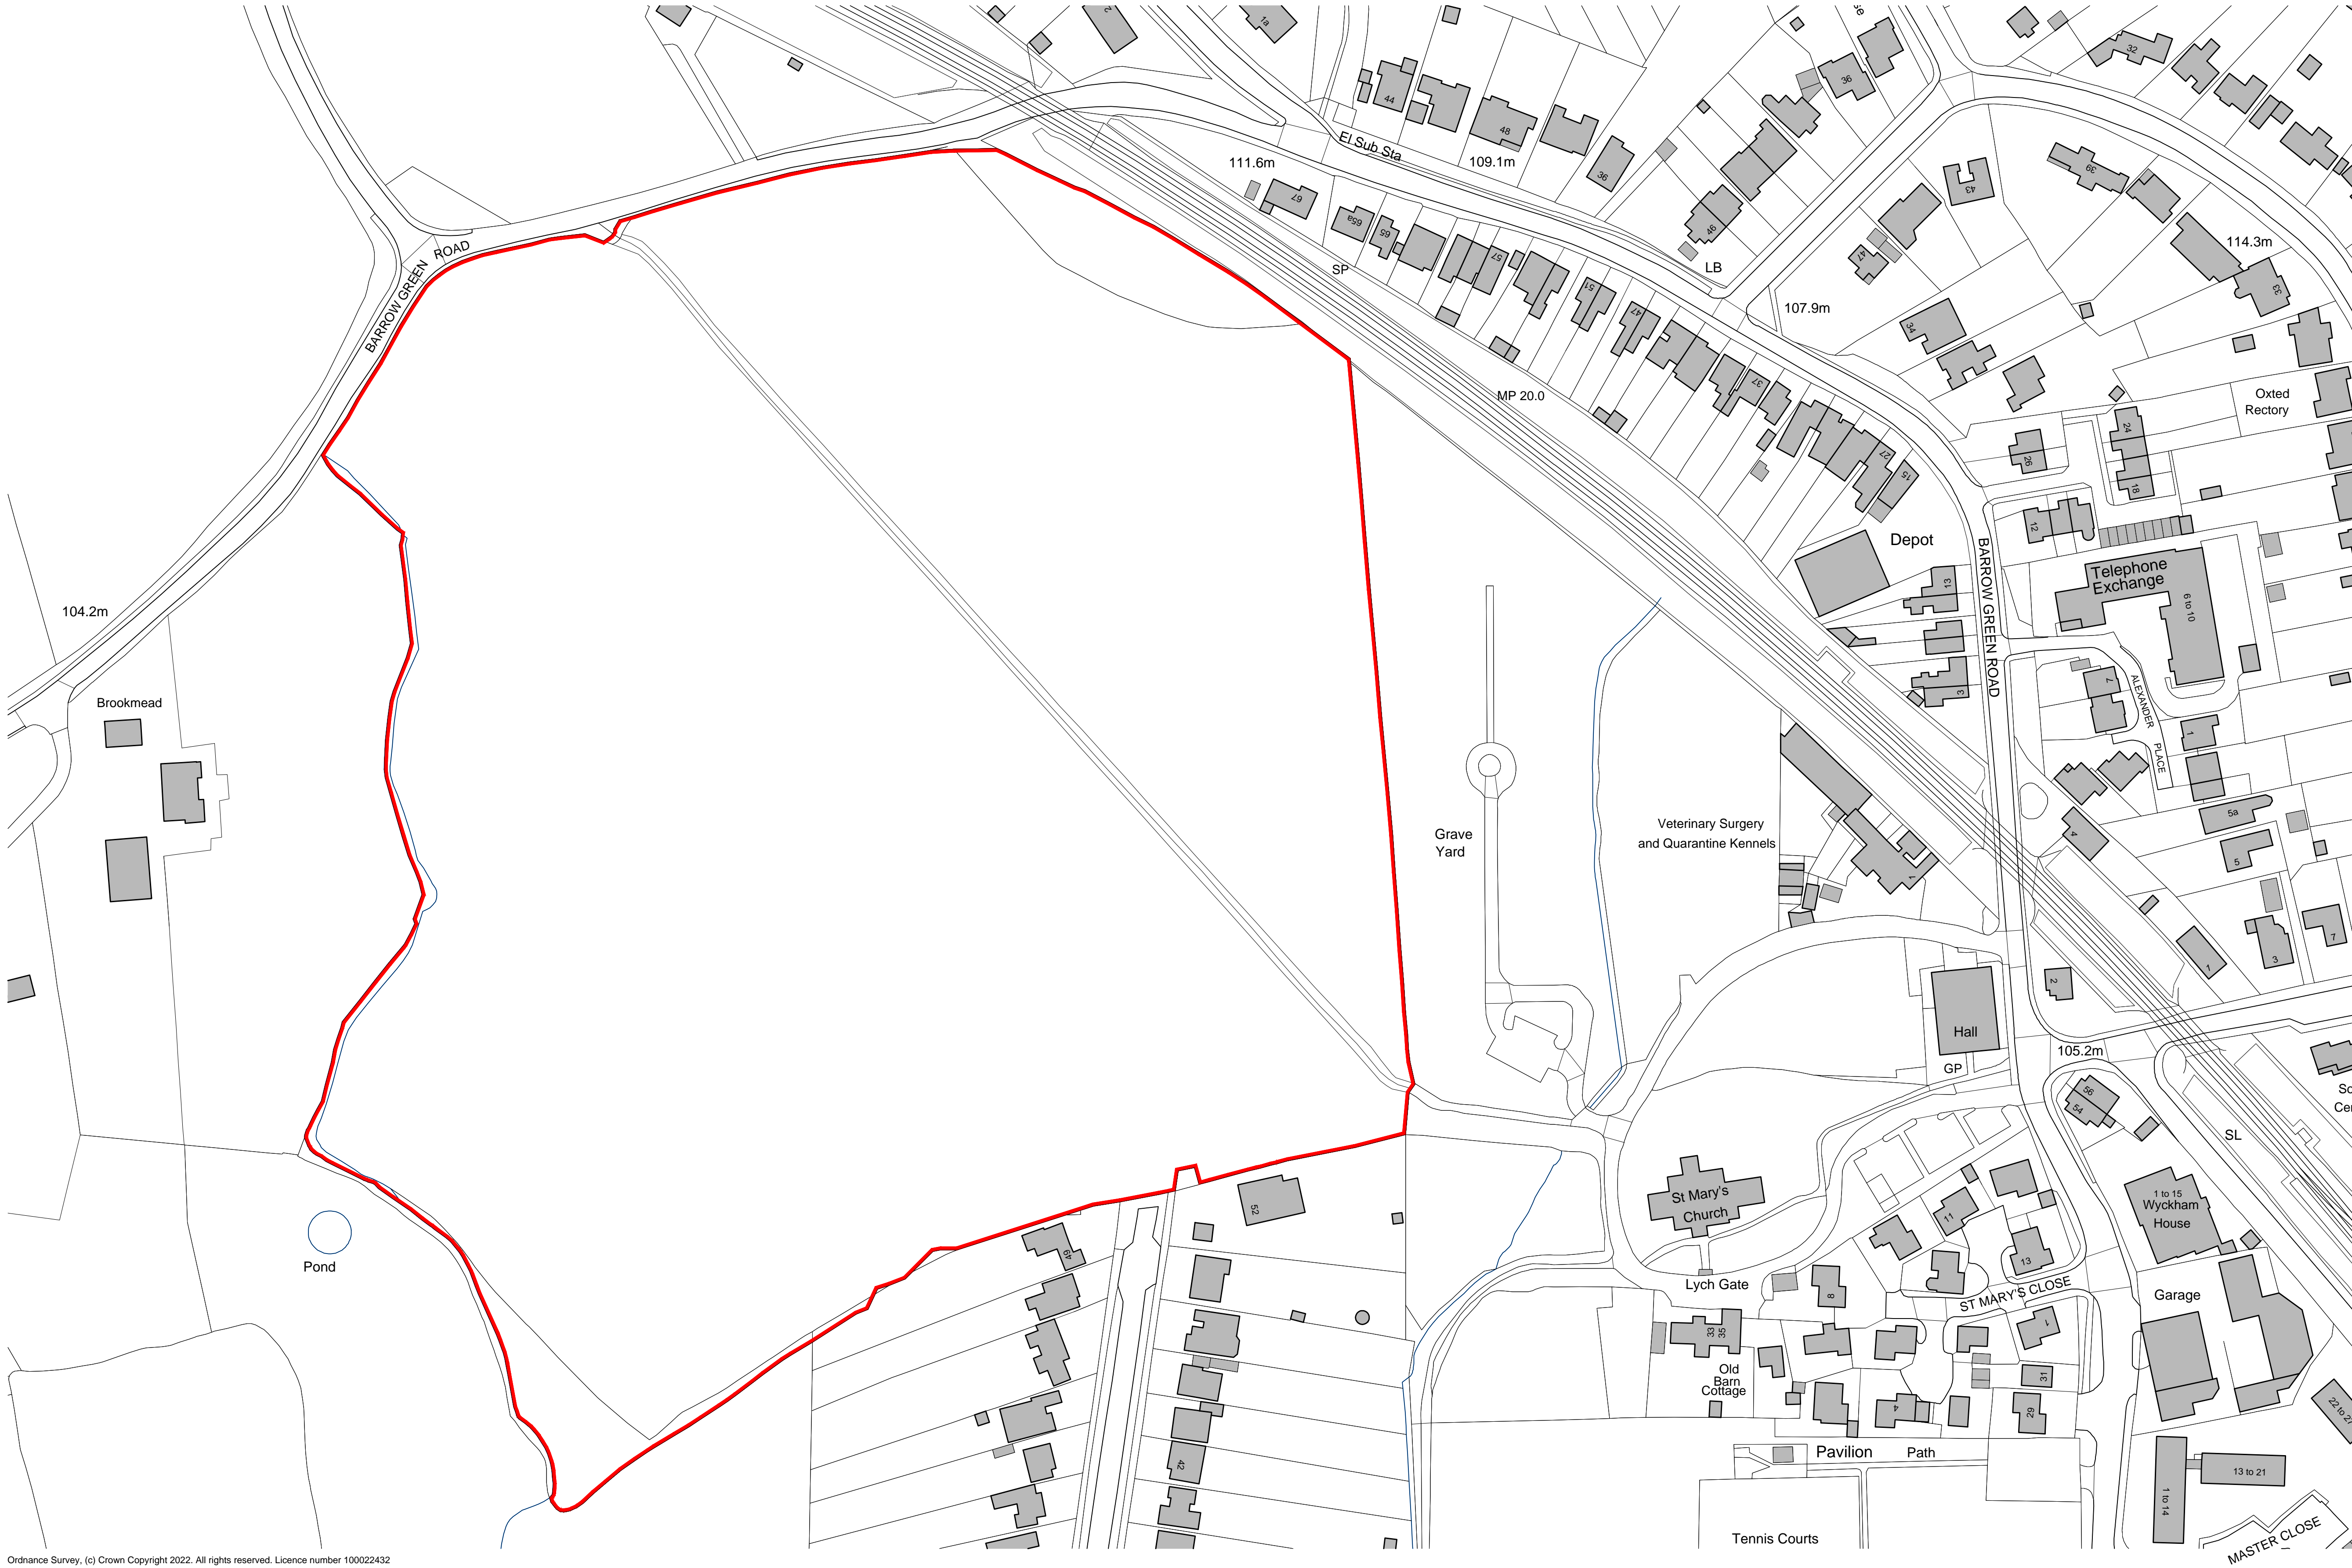 2
1a
se
32
44
48
El Sub Sta
109.1m
111.6m
36
36
43
39
67
65a
65
57
51
47
37
27
15
46
LB
47
114.3m
33
107.9m
34
SP
MP 20.0
BARROW GREEN
ROAD
Oxted
Rectory
24
26
18
12
Depot
Telephone
Exchange
6 to 10
13
3
BARROW GREEN ROAD
104.2m
Brookmead
7
ALEXANDER
PLACE
1
5a
4
5
Grave
Yard
Veterinary Surgery
and Quarantine Kennels
1
1
3
7
2
Hall
GP
105.2m
56
54
SL
So
Cer
St Mary's
Church
Lych Gate
52
49
42
Pond
11
13
8
ST MARY'S CLOSE
1
1 to 15
Wyckham
House
Garage
33
35
Old
Barn
Cottage
31
29
4
Pavilion
Path
Tennis Courts
13 to 21
1 to 14
MASTER CLOSE
Ordnance Survey, (c) Crown Copyright 2022. All rights reserved. Licence number 100022432